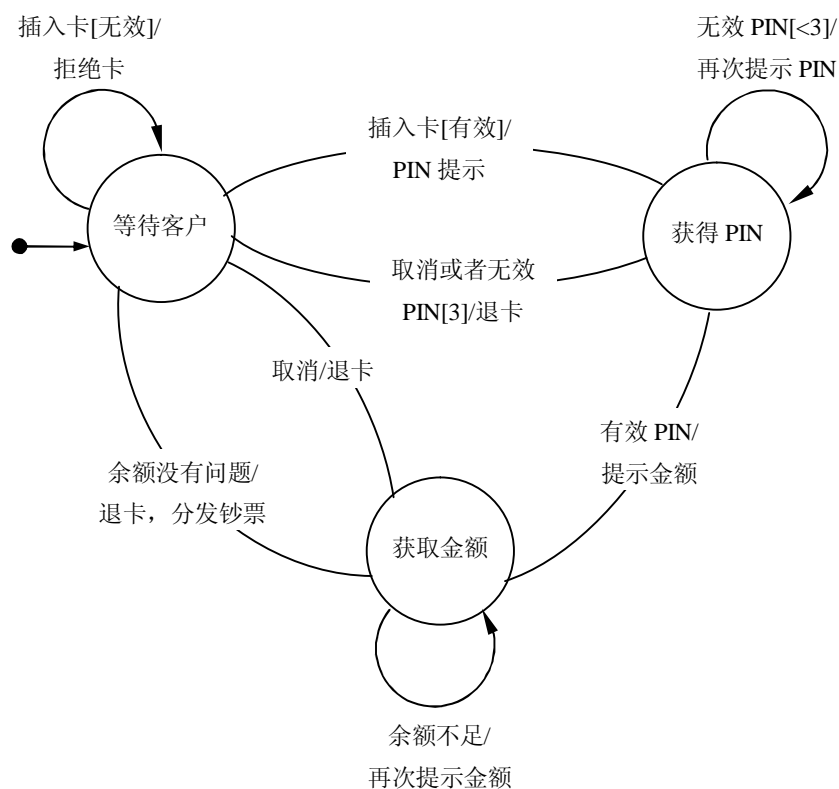 插入卡[无效]/
拒绝卡
无效 PIN[<3]/
再次提示 PIN
插入卡[有效]/
PIN 提示
等待客户
获得 PIN
取消或者无效
PIN[3]/退卡
取消/退卡
有效 PIN/
提示金额
余额没有问题/
退卡，分发钞票
获取金额
余额不足/
再次提示金额